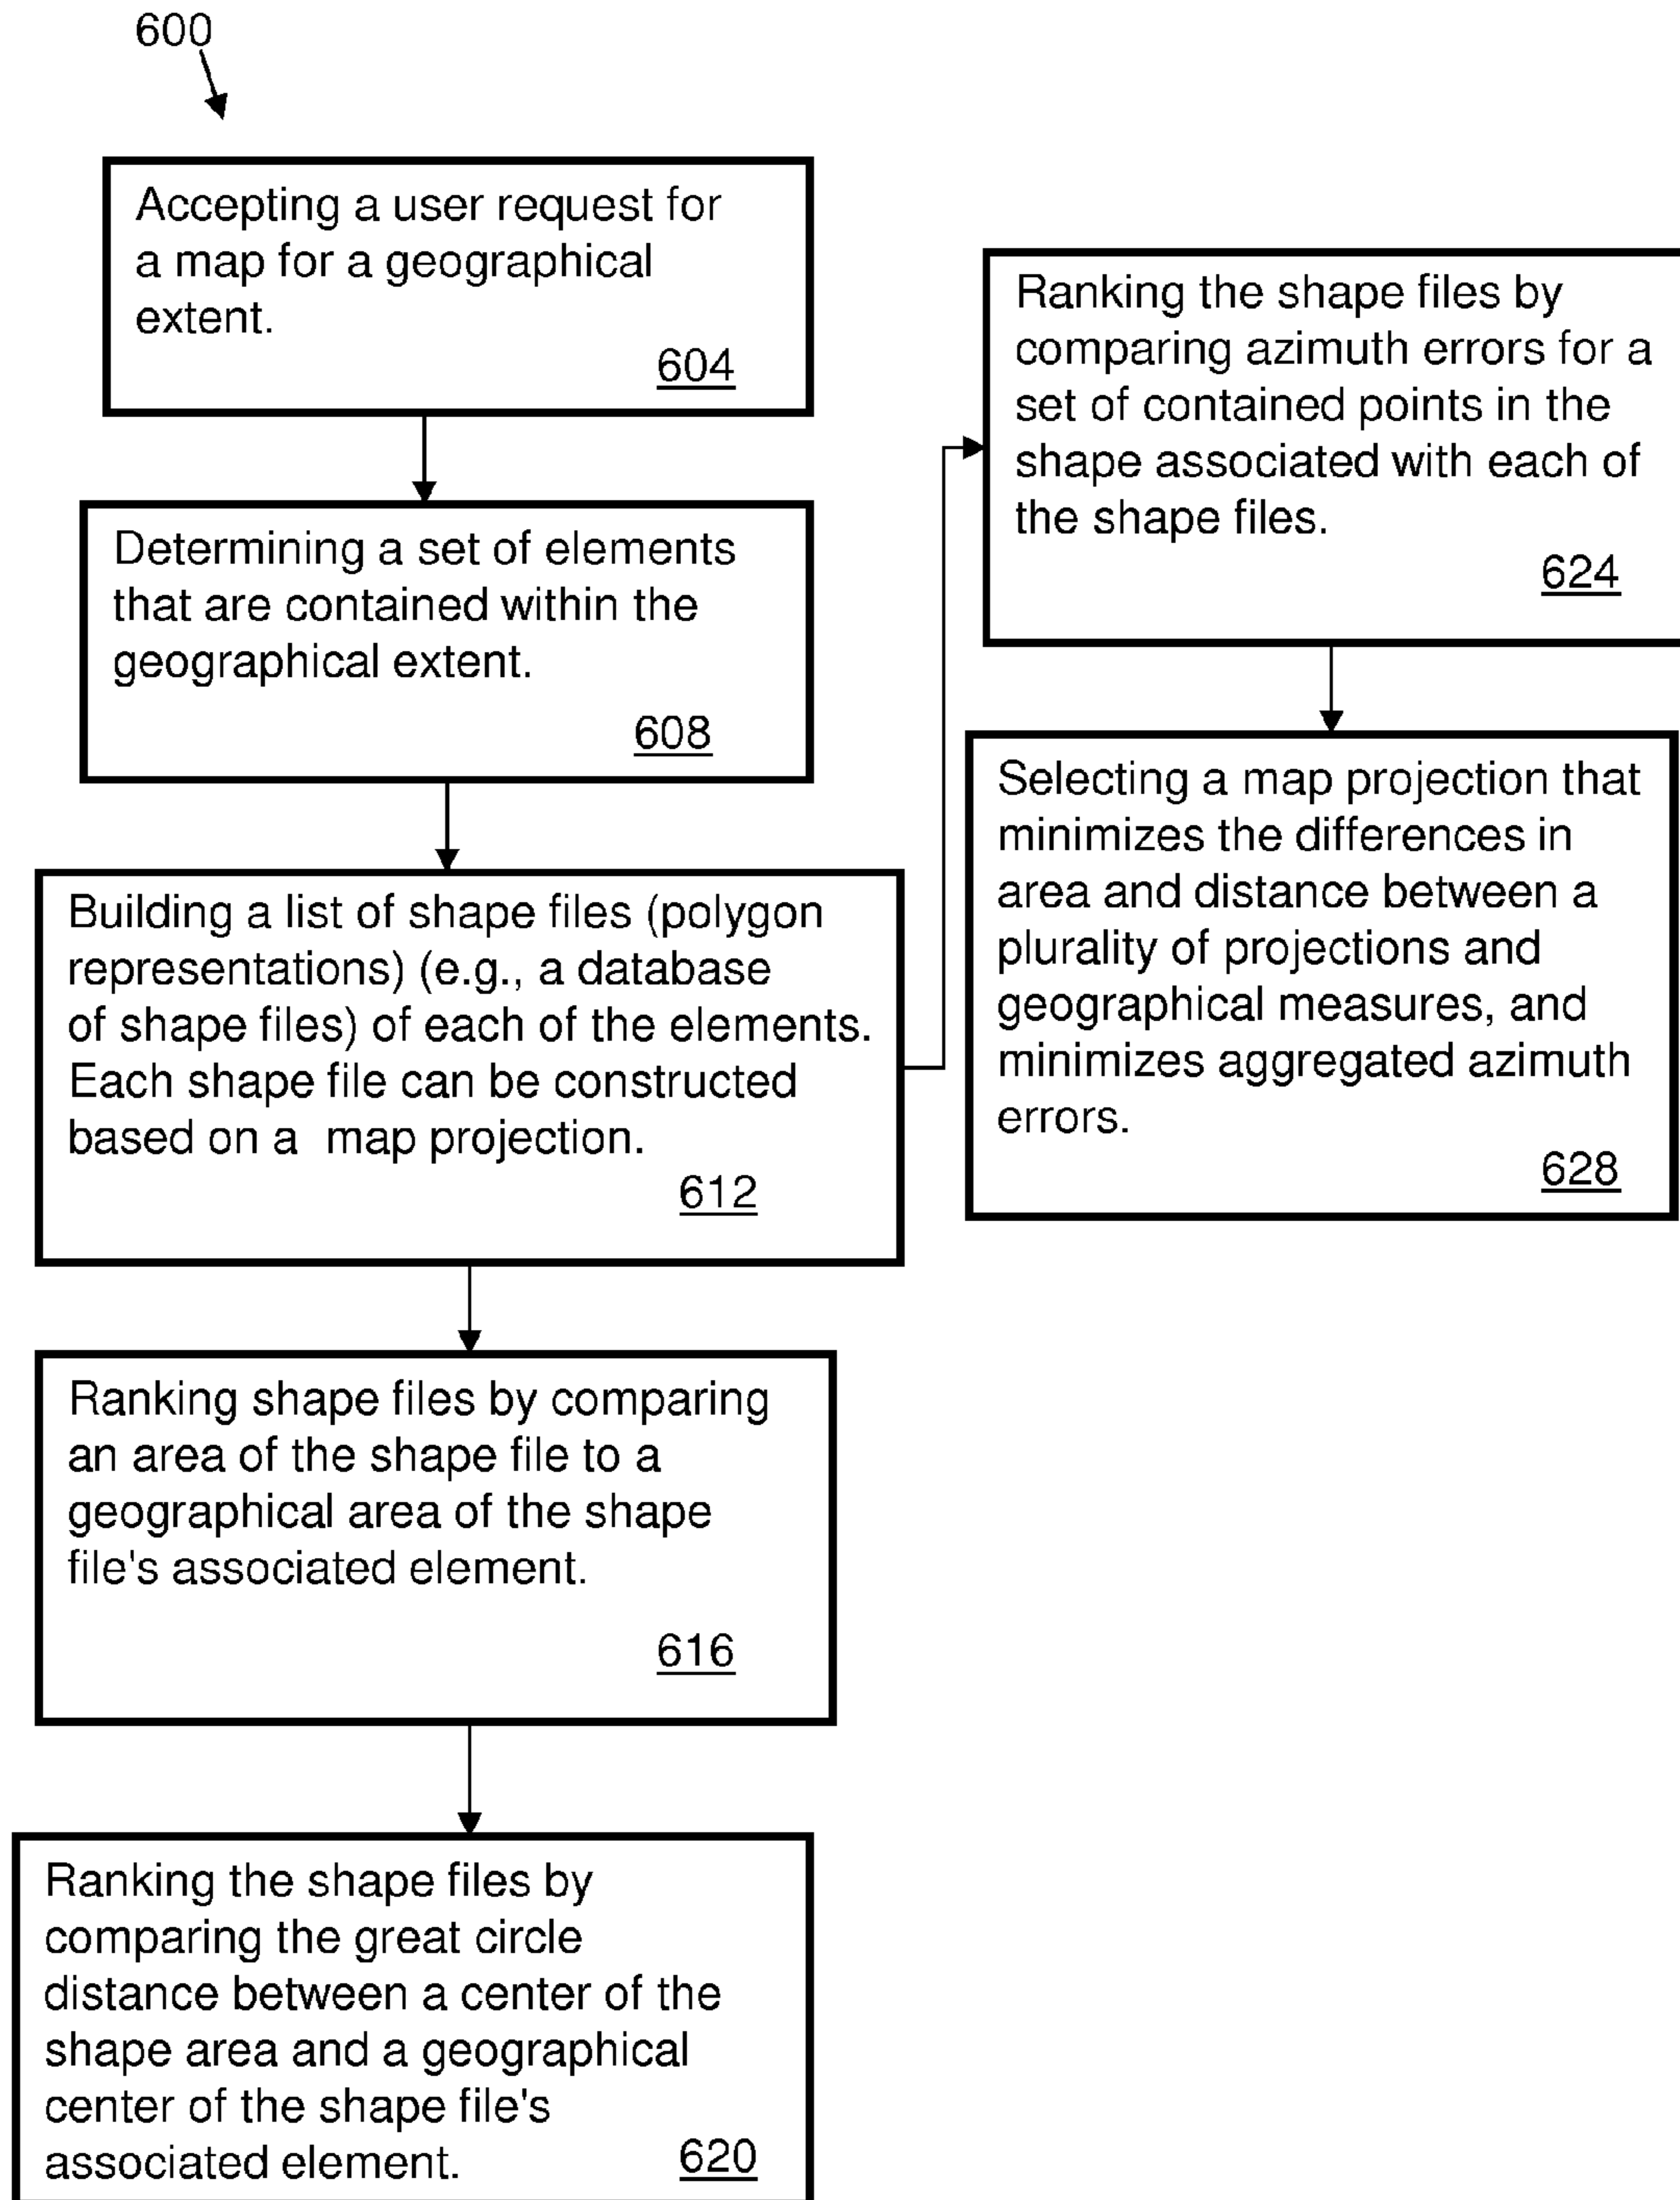 600
Accepting a user request for
a map for a geographical
extent.
604
Determining a set of elements
that are contained within the
geographical extent.
608
Building a list of shape files (polygon
representations) (e.g., a database
of shape files) of each of the elements.
Each shape file can be constructed
based on a map projection.
612
Ranking shape files by comparing
an area of the shape file to a
geographical area of the shape
file's associated element.
616
Ranking the shape files by
comparing the great circle
distance between a center of the
shape area and a geographical
center of the shape file's
associated element.
620
Ranking the shape files by
comparing azimuth errors for a
set of contained points in the
shape associated with each of
the shape files.
624
Selecting a map projection that
minimizes the differences in
area and distance between a
plurality of projections and
geographical measures, and
minimizes aggregated azimuth
errors.
628